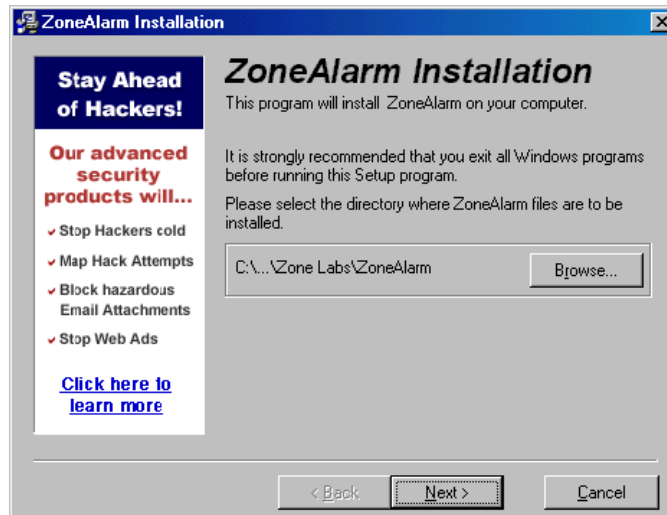 ZoneAlarm Installation
Stay Ahead
of Hackers!
Our advanced
security
products will...
Stop Hackers cold
Map Hack Attempts
Block hazardous
Email Attachments
Stop Web Ads
Click here to
learn more
ZoneAlarm Installation
This program will install ZoneAlarm on your computer.
It is strongly recommended that you exit all Windows programs
before running this Setup program.
Please select the directory where ZoneAlarm files are to be
installed.
C:\...\Zone Labs\ZoneAlarm
Browse...
< Back
Next >
Cancel